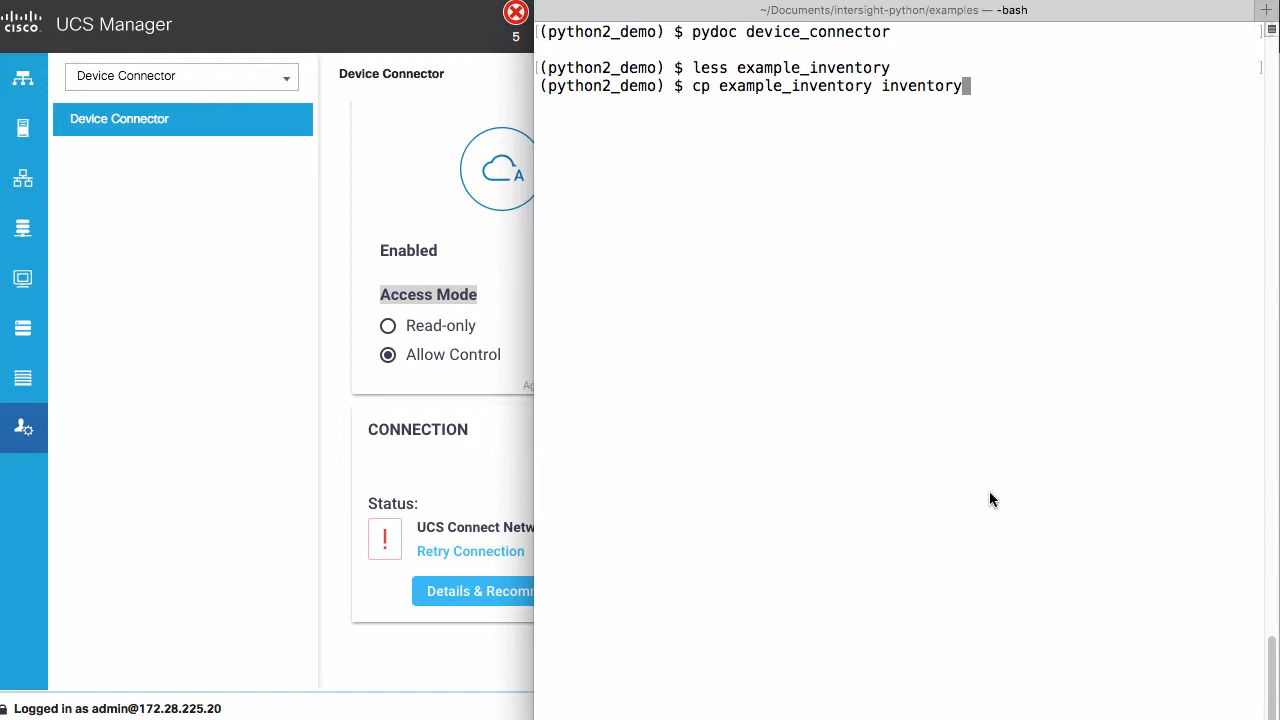 CISCO
UCS Manager
5
Device Connector
Device Connector
Device Connector
A
Enabled
Access Mode
Read-only
Allow Control
CONNECTION
Status:
!
UCS Connect Netw
Retry Connection
Details & Recom
Logged in as admin@172.28.225.20
~/Documents/intersight-python/examples — -bash
[(python2_demo) $ pydoc device_connector ]
[(python2_demo) $ less example_inventory ]
(python2_demo) $ cp example_inventory inventory